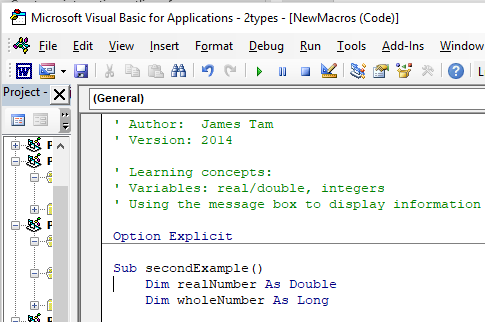 Microsoft Visual Basic for Applications - 2types - [NewMacros (Code)]
File Edit View Insert Format Debug Run Tools Add-Ins Window
Project -
(General)
' Author:  James Tam
' Version: 2014
' Learning concepts:
' Variables: real/double, integers
' Using the message box to display information
Option Explicit
Sub secondExample()
    Dim realNumber As Double
    Dim wholeNumber As Long